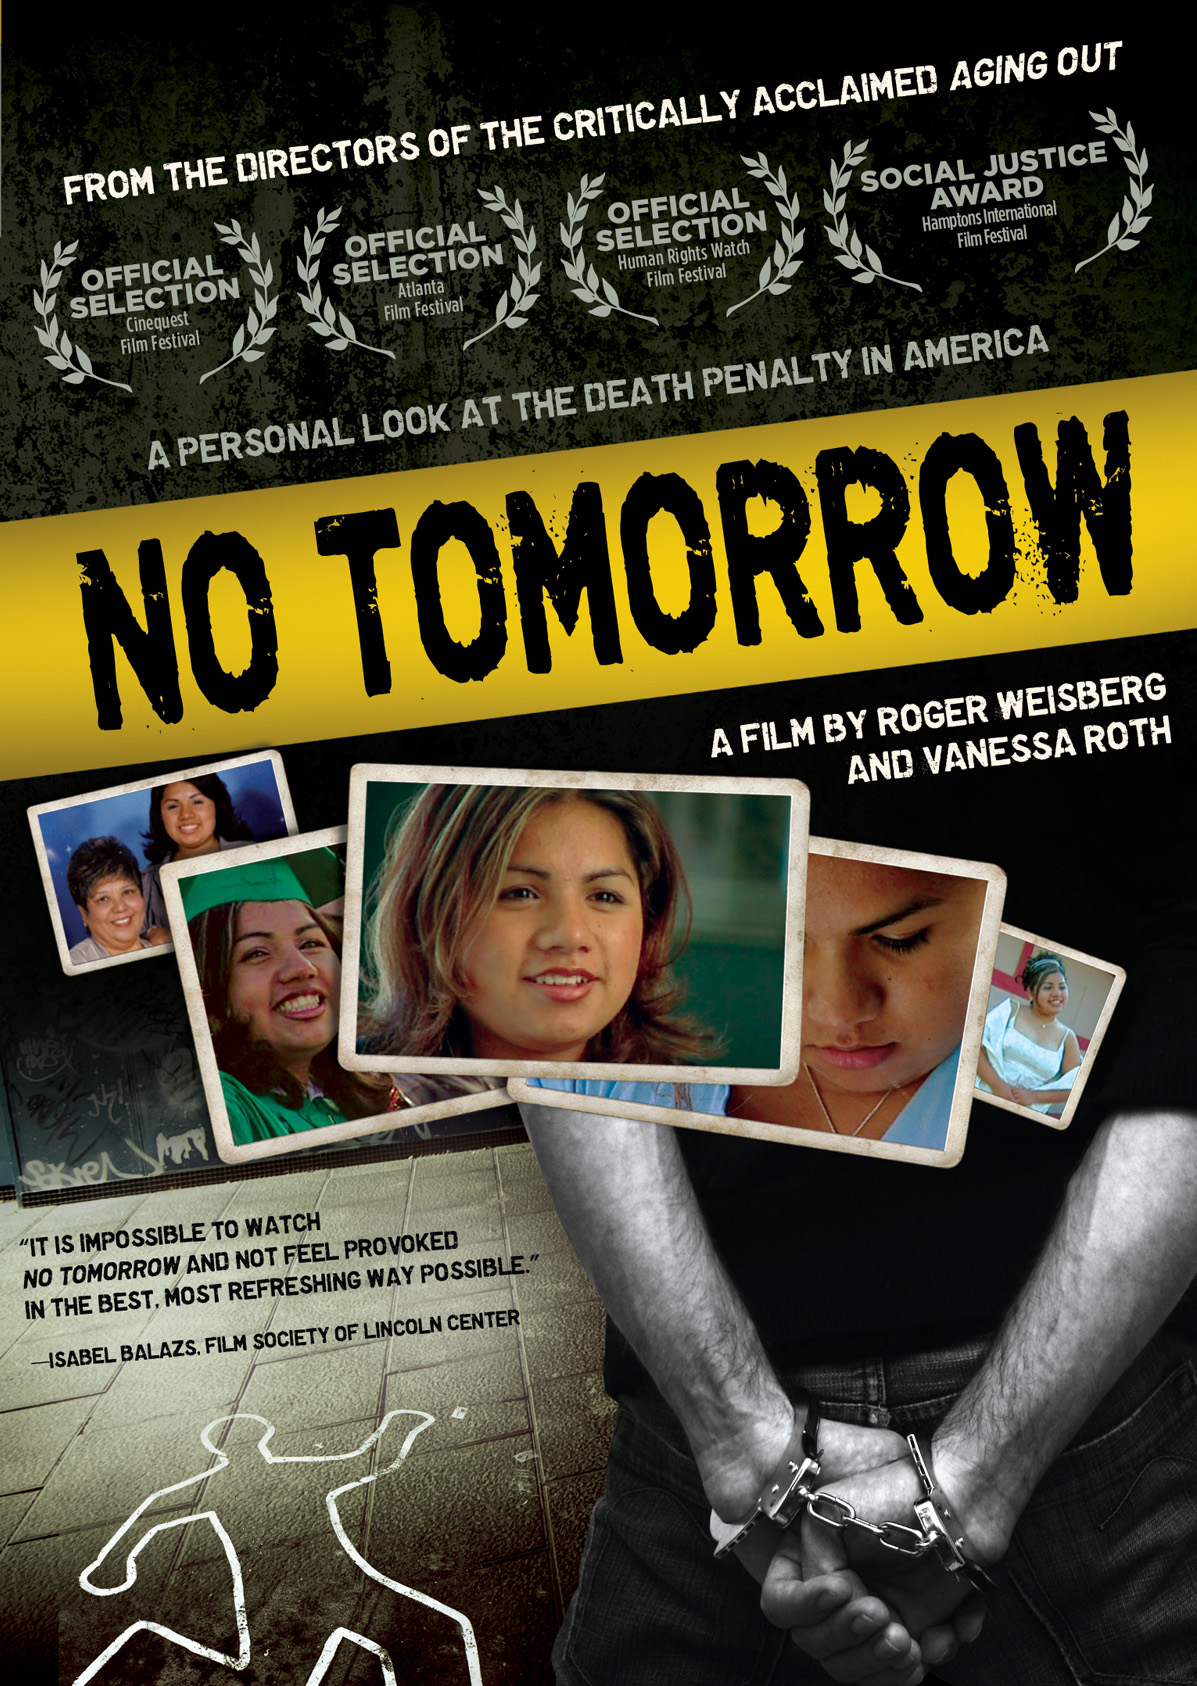 FROM THE DIRECTORS OF THE CRITICALLY ACCLAIMED AGING OUT
OFFICIAL
SELECTION
Cinequest
Film Festival
OFFICIAL
SELECTION
Atlanta
Film Festival
OFFICIAL
SELECTION
Human Rights Watch
Film Festival
SOCIAL JUSTICE
AWARD
Hamptons International
Film Festival
A PERSONAL LOOK AT THE DEATH PENALTY IN AMERICA
NO TOMORROW
A FILM BY ROGER WEISBERG
AND VANESSA ROTH
“IT IS IMPOSSIBLE TO WATCH
NO TOMORROW AND NOT FEEL PROVOKED
IN THE BEST, MOST REFRESHING WAY POSSIBLE.”
—ISABEL BALAZS, FILM SOCIETY OF LINCOLN CENTER